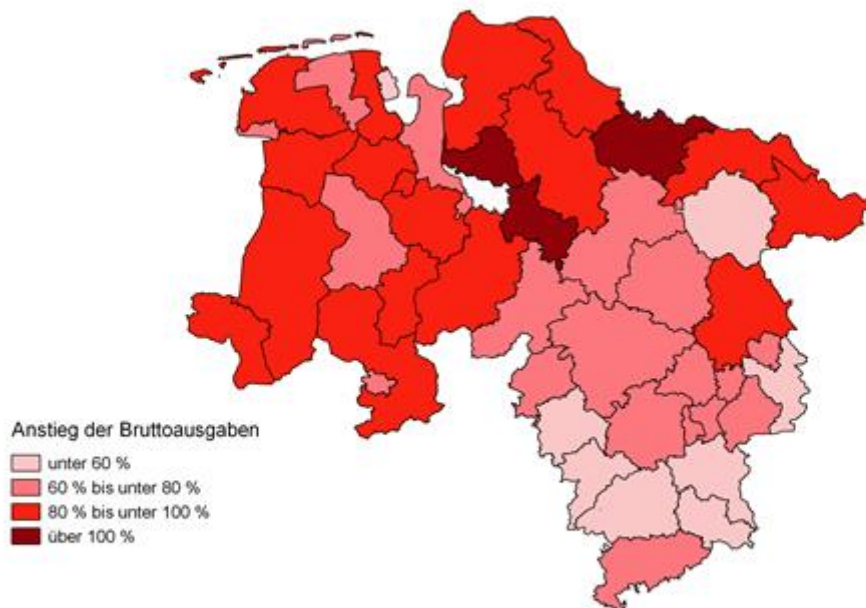 Anstieg der Bruttoausgaben
unter 60 %
60 % bis unter 80 %
80 % bis unter 100 %
über 100 %